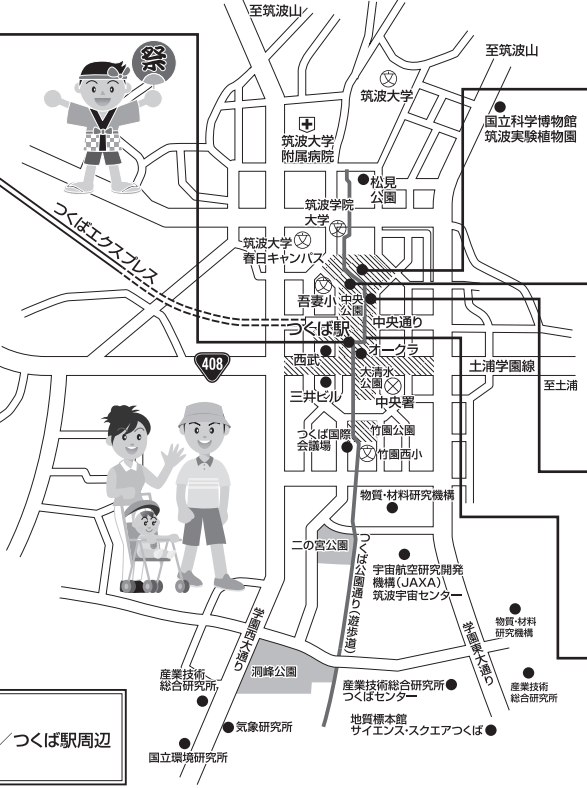 至筑波山
至筑波山
祭
筑波大学
国立科学博物館
筑波実験植物園
筑波大学
附属病院
松見
公園
筑波学院
大学
つくばエクスプレス
筑波大学
春日キャンパス
吾妻小
中央
公園
つくば駅
中央通り
西武
オークラ
408
大清水
公園
土浦学園線
至土浦
三井ビル
中央署
つくば国際
会議場
竹園公園
竹園西小
物質・材料研究機構
二の宮公園
つくば公園通り(遊歩道)
宇宙航空研究開発
機構(JAXA)
筑波宇宙センター
学園西大通り
学園東大通り
物質・材料
研究機構
洞峰公園
産業技術
総合研究所
産業技術総合研究所
つくばセンター
産業技術
総合研究所
気象研究所
地質標本館
サイエンス・スクエアつくば
国立環境研究所
/つくば駅周辺